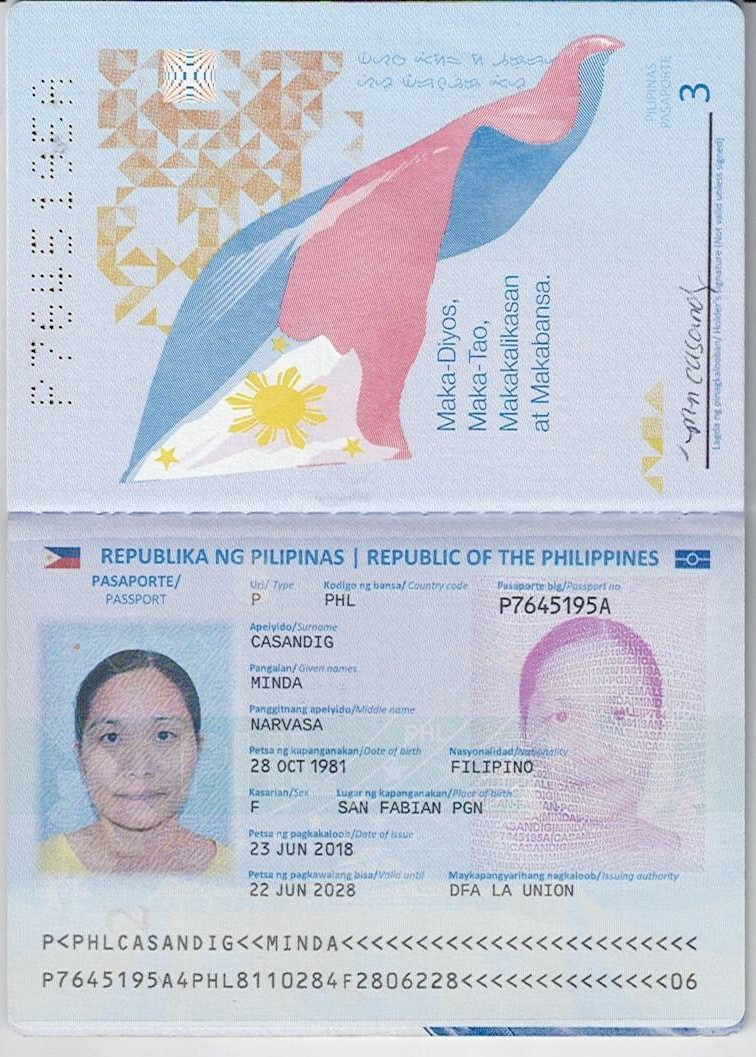 P7645195A
PILIPINAS
PASAPORTE
3
Maka-Diyos,
Maka-Tao,
Makakalikasan
at Makabansa.
Lagda ng pinagkalooban/ Holder's signature (Not valid unless signed)
REPUBLIKA NG PILIPINAS | REPUBLIC OF THE PHILIPPINES
PASAPORTE/
PASSPORT
Uri/ Type Kodigo ng bansa/ Country code Pasaporte blg/Passport no
P PHL P7645195A
Apelyido/Surname
CASANDIG
Pangalan/ Given names
MINDA
Panggitnang apelyido/Middle name
NARVASA
Petsa ng kapanganakan/Date of birth Nasyonalidad/Nationality
28 OCT 1981 FILIPINO
Kasarian/Sex Lugar ng kapanganakan/Place of birth
F SAN FABIAN PGN
Petsa ng pagkakaloob/Date of issue
23 JUN 2018
Petsa ng pagkawalang bisa/Valid until Maykapangyarihang nagkaloob/Issuing authority
22 JUN 2028 DFA LA UNION
P<PHLCASANDIG<<MINDA<<<<<<<<<<<<<<<<<<<<<<<<
P7645195A4PHL8110284F2806228<<<<<<<<<<<<<<06